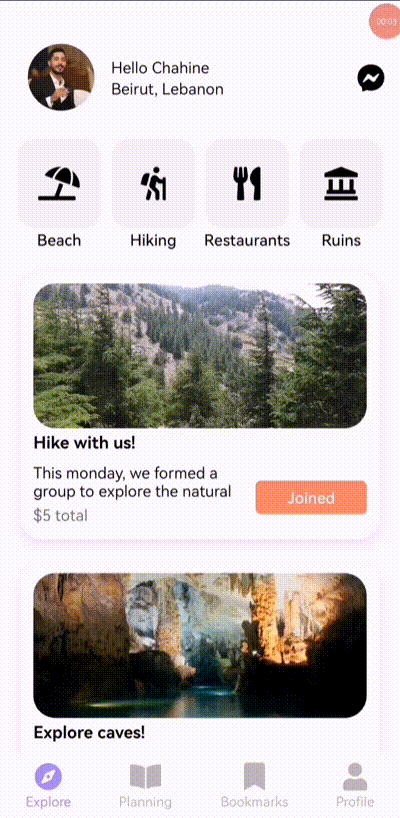 00:03
Hello Chahine
Beirut, Lebanon
Beach
Hiking
Restaurants
Ruins
Hike with us!
This monday, we formed a
group to explore the natural
$5 total
Joined
Explore caves!
Explore
Planning
Bookmarks
Profile